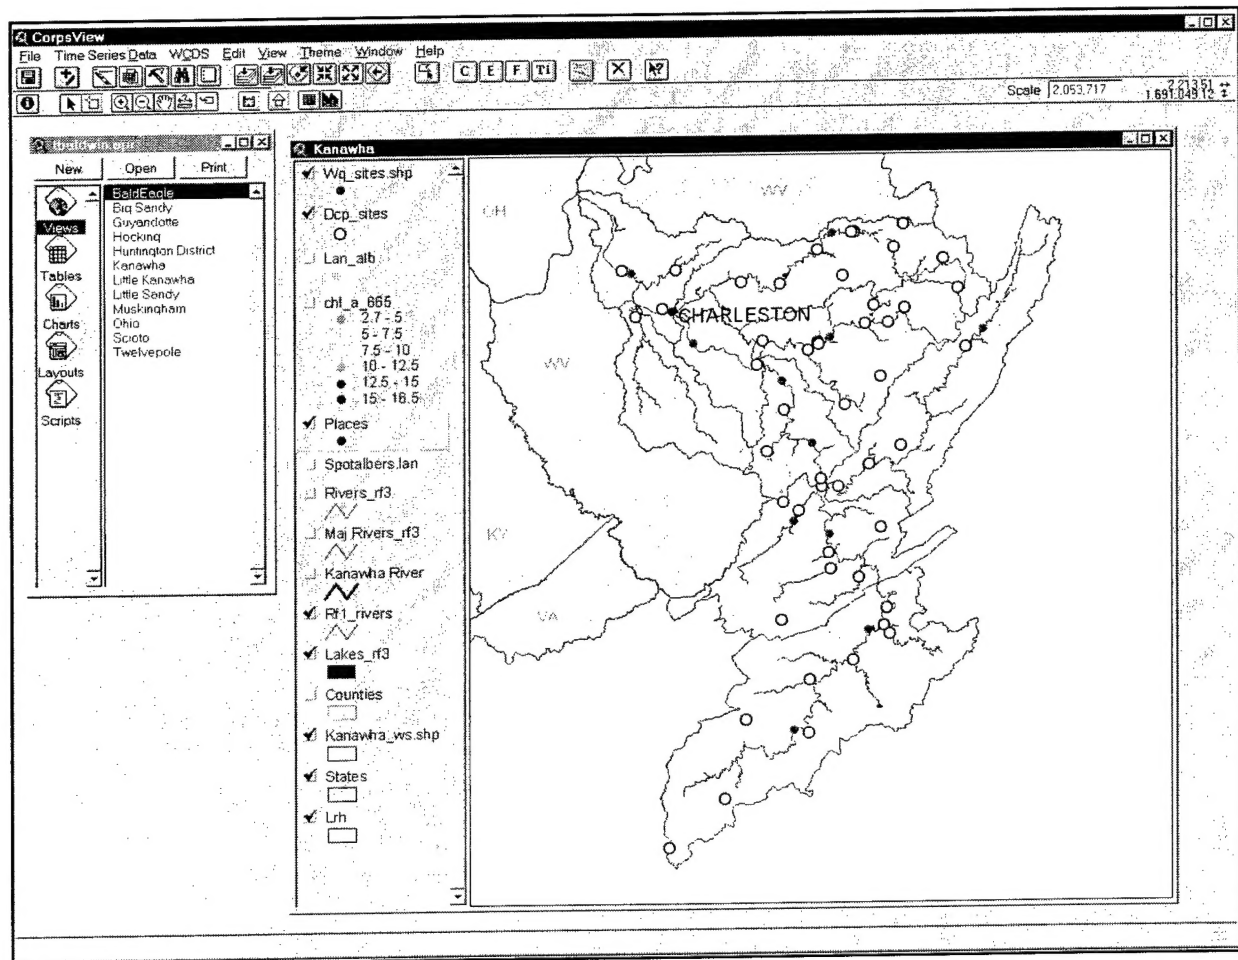 CorpsView
File Time Series Data WCDS Edit View Theme Window Help
C E F TI
Scale 2,053,717
1,691,049.12
New Open Print
Views
Tables
Charts
Layouts
Scripts
BaldEagle
Big Sandy
Guyandotte
Hocking
Huntington District
Kanawha
Little Kanawha
Little Sandy
Muskingham
Ohio
Scioto
Twelvepole
Kanawha
Wq_sites.shp
Dcp_sites
Lan_alb
chl_a_665
2.7 - 5
5 - 7.5
7.5 - 10
10 - 12.5
12.5 - 15
15 - 16.5
Places
Spotalbers.lan
Rivers_rf3
Maj Rivers_rf3
Kanawha River
Rf1_rivers
Lakes_rf3
Counties
Kanawha_ws.shp
States
Lrh
WV
OH
CHARLESTON
WV
KY
VA